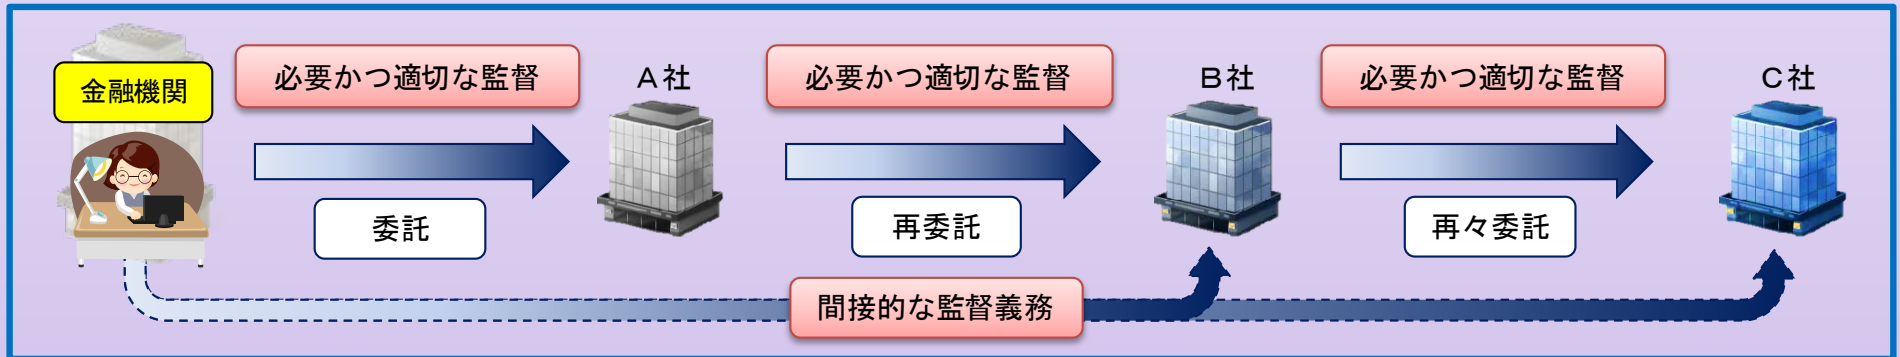 金融機関
必要かつ適切な監督
A社
必要かつ適切な監督
B社
必要かつ適切な監督
C社
委託
再委託
再々委託
間接的な監督義務